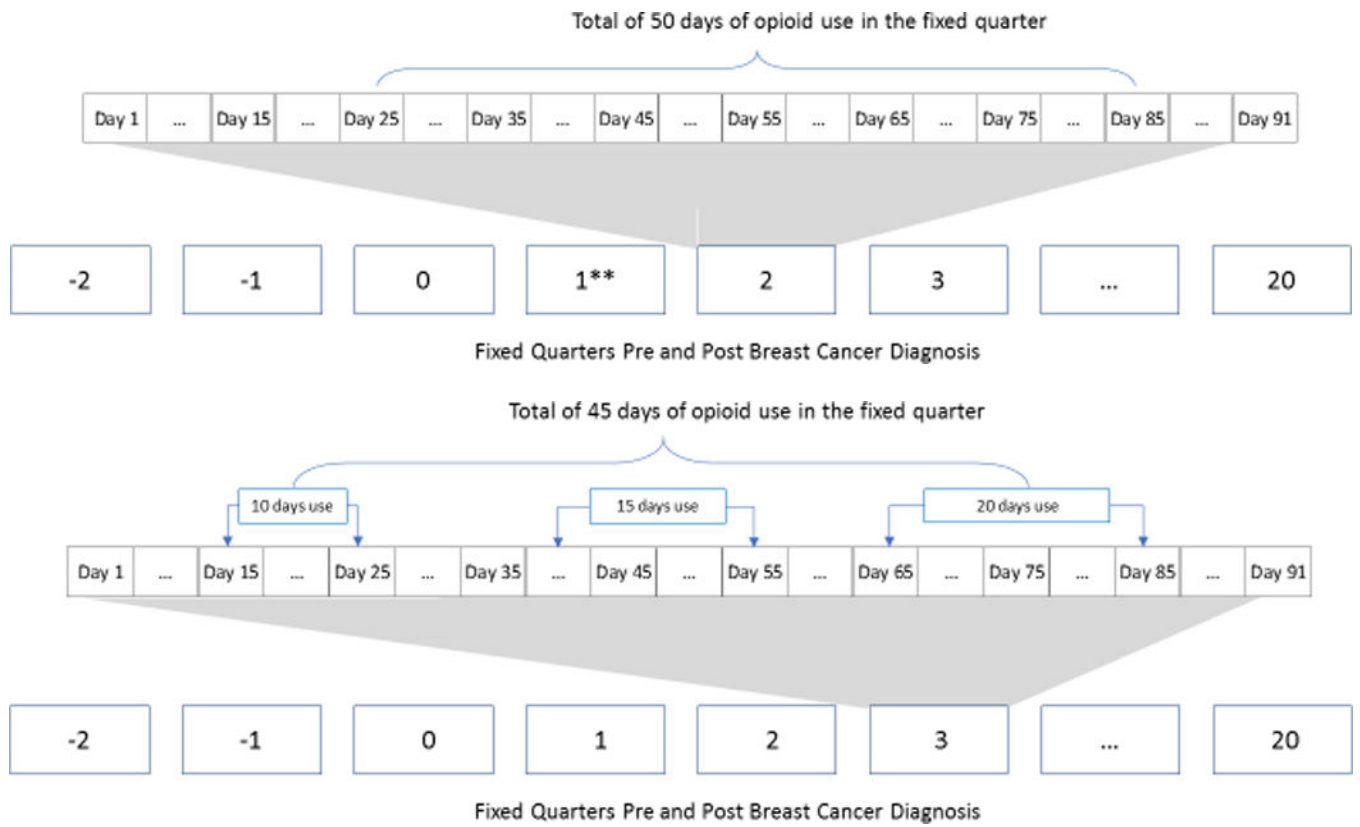 Total of 50 days of opioid use in the fixed quarter
Day 1 ... Day 15 ... Day 25 ... Day 35 ... Day 45 ... Day 55 ... Day 65 ... Day 75 ... Day 85 ... Day 91
-2 -1 0 1** 2 3 ... 20
Fixed Quarters Pre and Post Breast Cancer Diagnosis
Total of 45 days of opioid use in the fixed quarter
10 days use 15 days use 20 days use
Day 1 ... Day 15 ... Day 25 ... Day 35 ... Day 45 ... Day 55 ... Day 65 ... Day 75 ... Day 85 ... Day 91
-2 -1 0 1 2 3 ... 20
Fixed Quarters Pre and Post Breast Cancer Diagnosis